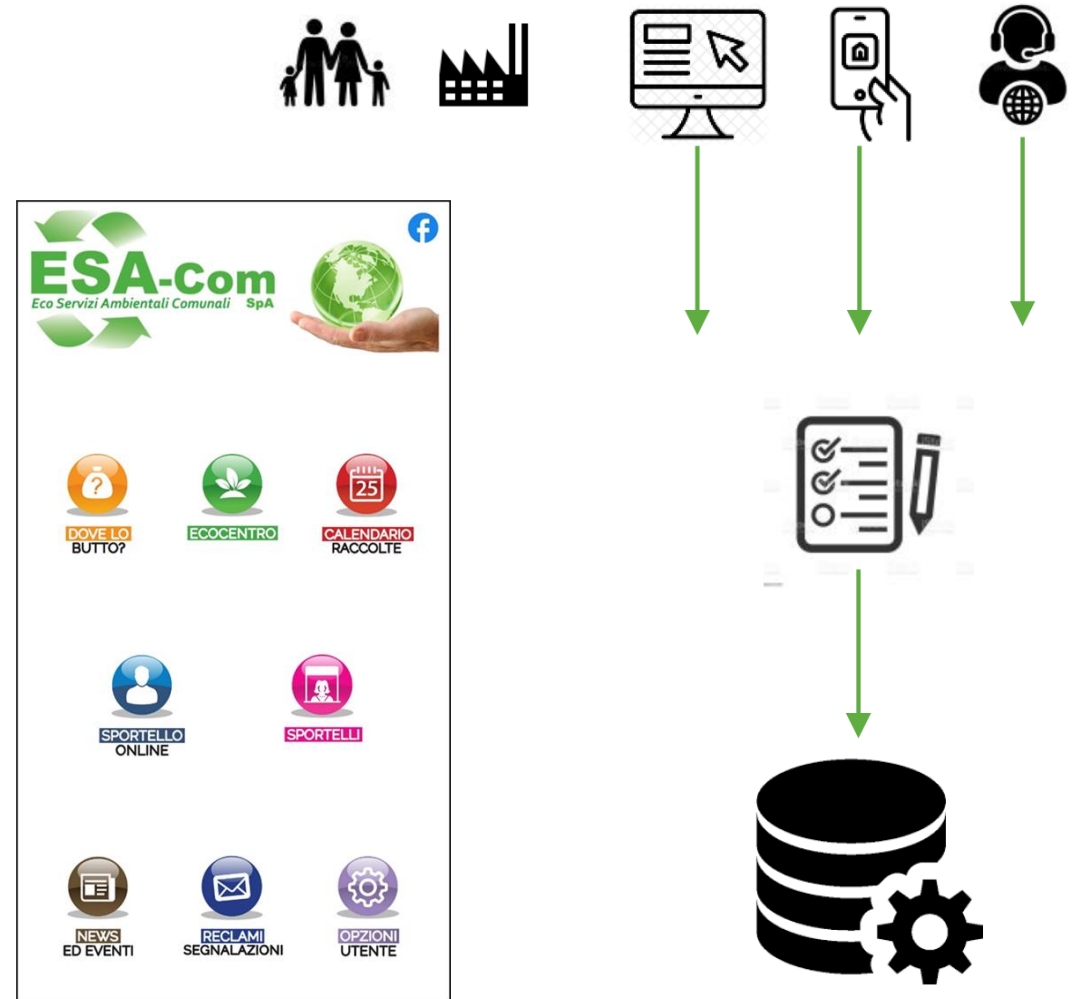 ESA-Com
Eco Servizi Ambientali Comunali SpA
DOVE LO
BUTTO?
ECOCENTRO
25
CALENDARIO
RACCOLTE
SPORTELLO
ONLINE
SPORTELLI
NEWS
ED EVENTI
RECLAMI
SEGNALAZIONI
OPZIONI
UTENTE